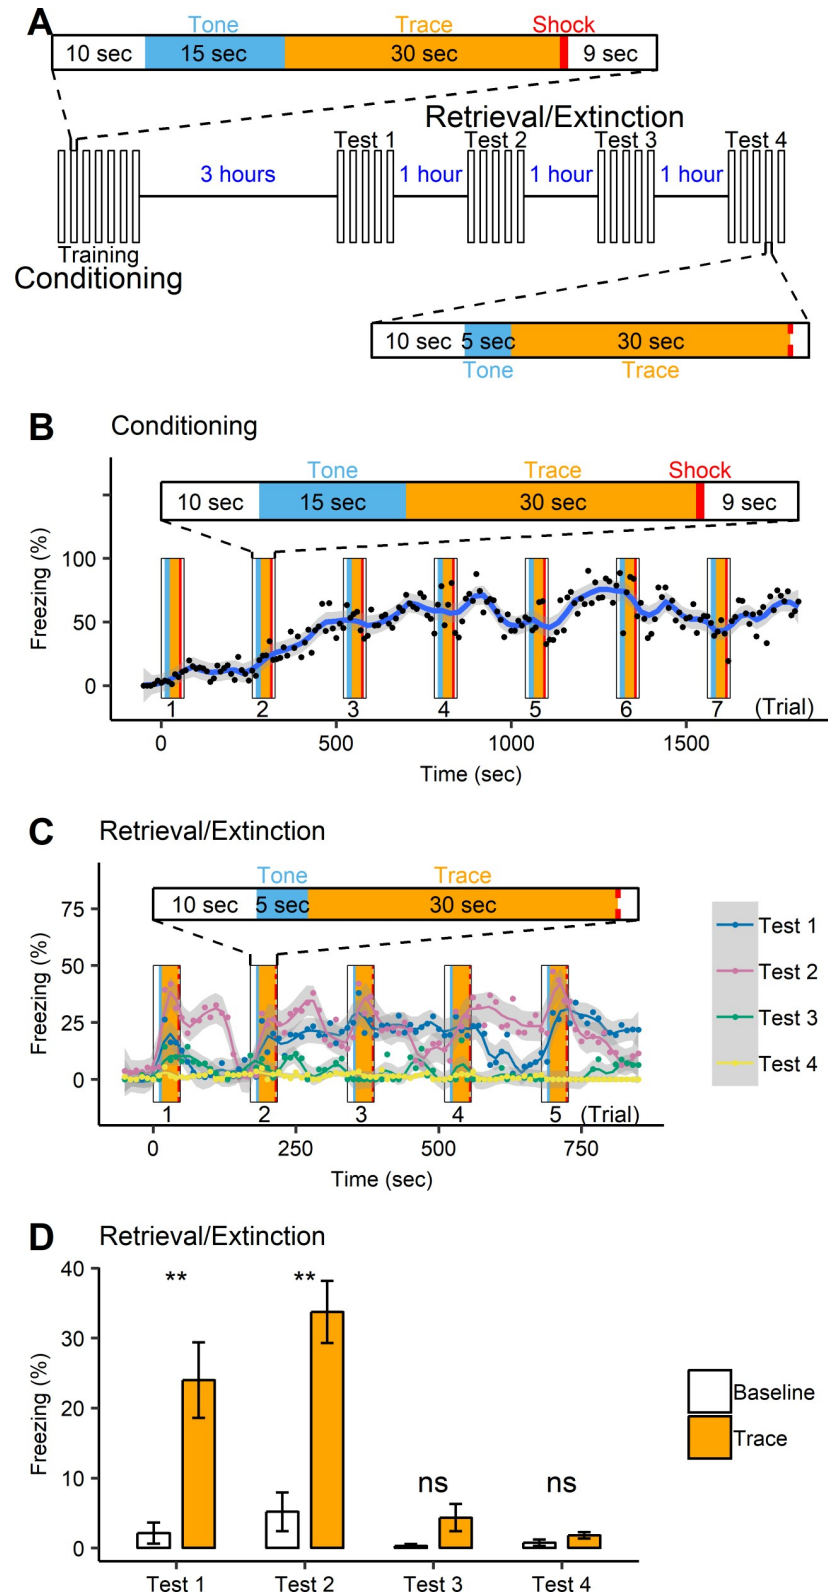 A
Tone Trace Shock
10 sec 15 sec 30 sec 9 sec
Retrieval/Extinction
Test 1 Test 2 Test 3 Test 4
3 hours 1 hour 1 hour 1 hour
Training
Conditioning
10 sec 5 sec 30 sec
Tone Trace
B Conditioning
Tone Trace Shock
10 sec 15 sec 30 sec 9 sec
Freezing (%)
100
50
0
1 2 3 4 5 6 7 (Trial)
0 500 1000 1500
Time (sec)
C Retrieval/Extinction
Tone Trace
10 sec 5 sec 30 sec
Freezing (%)
75
50
25
0
1 2 3 4 5 (Trial)
0 250 500 750
Time (sec)
Test 1
Test 2
Test 3
Test 4
D Retrieval/Extinction
Freezing (%)
40
30
20
10
0
** ** ns ns
Test 1 Test 2 Test 3 Test 4
Baseline
Trace